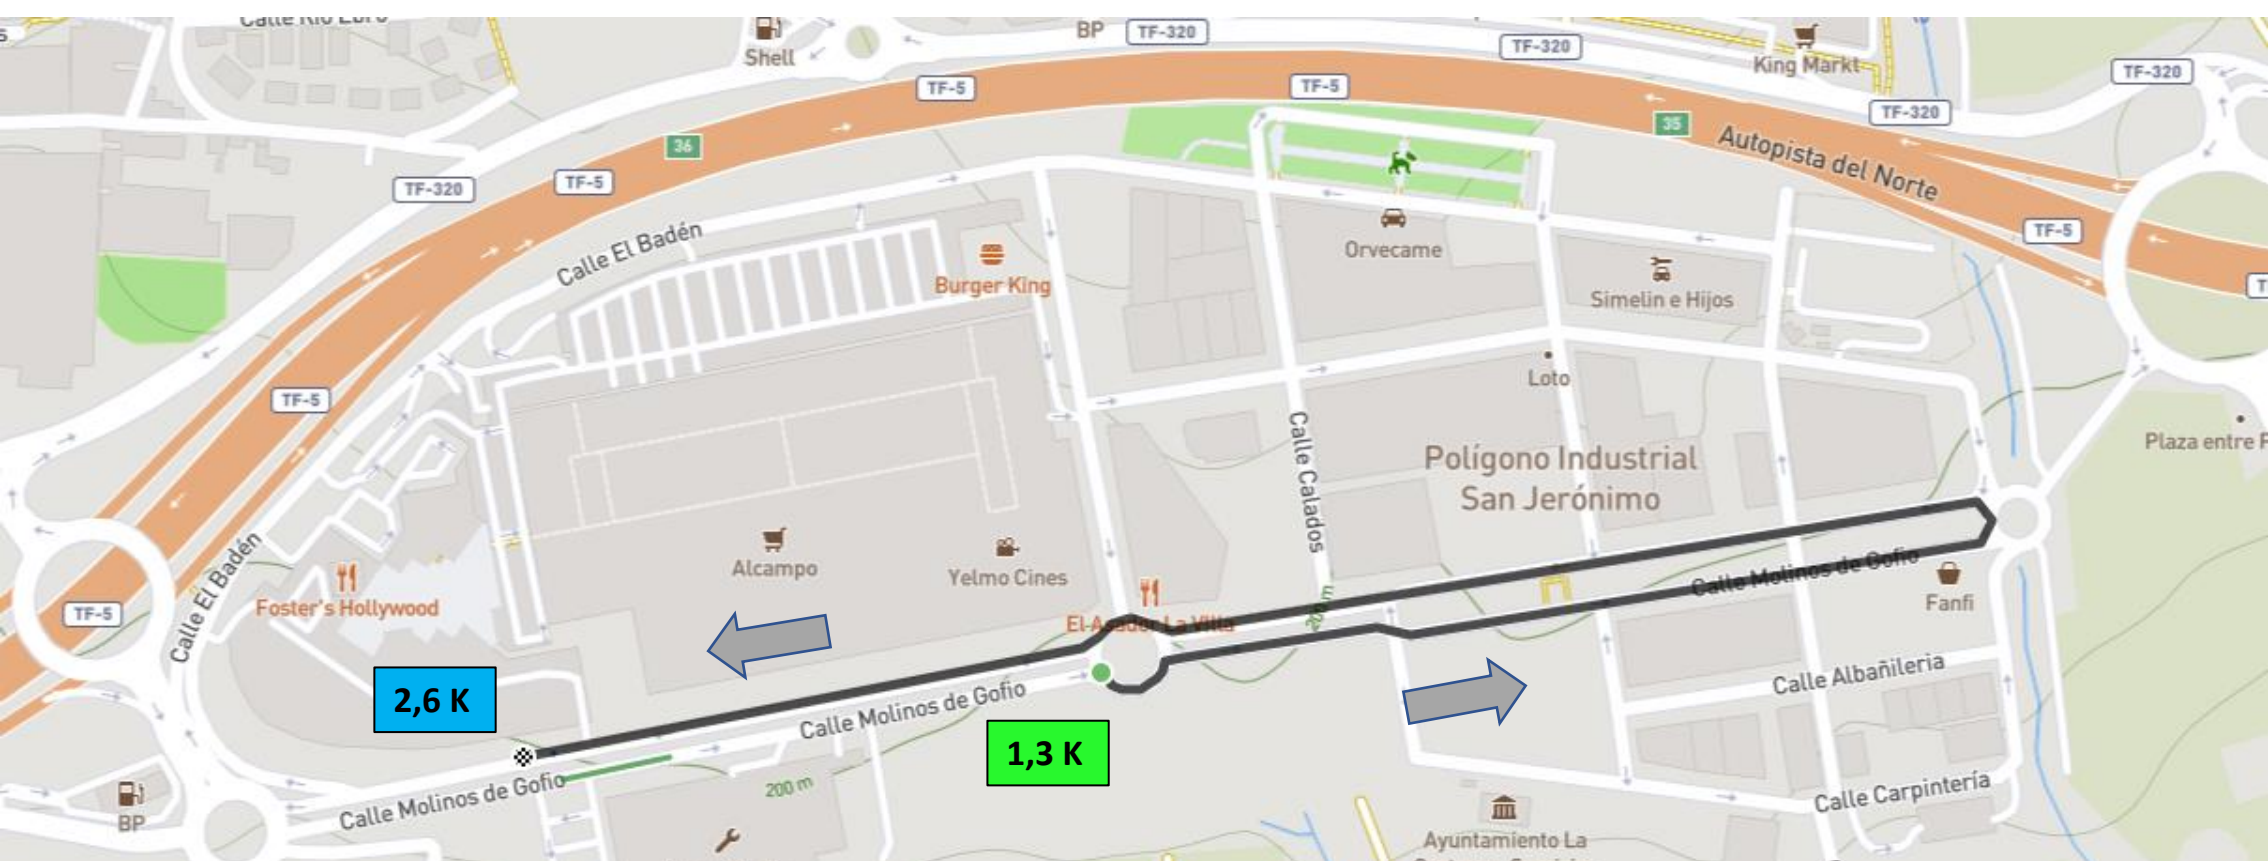 Calle Río Ebro
Shell
BP
TF-320
TF-320
King Markt
TF-320
TF-320
TF-5
TF-5
36
35
Autopista del Norte
TF-320
TF-5
TF-5
Calle El Badén
Burger King
Orvecame
Simelin e Hijos
TF-5
Loto
Calle Calados
Polígono Industrial
San Jerónimo
Plaza entre
Alcampo
Yelmo Cines
Calle El Badén
Foster's Hollywood
TF-5
El Asador La Villa
200 m
Calle Molinos de Gofio
Fanfi
2,6 K
Calle Albañileria
Calle Molinos de Gofio
1,3 K
200 m
Calle Molinos de Gofio
BP
Calle Carpintería
Ayuntamiento La